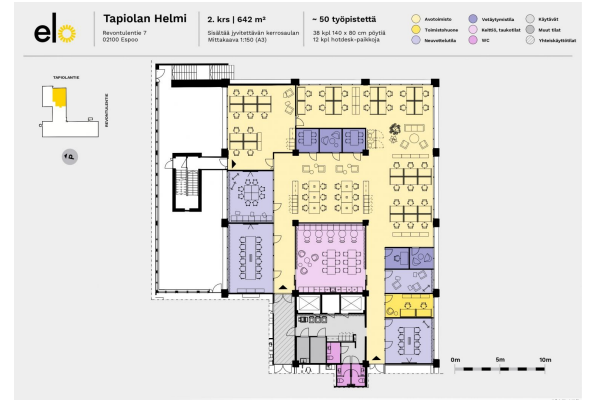 elo
Tapiolan Helmi
Revontulentie 7
02100 Espoo
2. krs | 642 m²
Sisältää jyvitettävän kerrosaulan
Mittakaava 1:150 (A3)
~ 50 työpistettä
38 kpl 140 x 80 cm pöytiä
12 kpl hotdesk-paikkoja
Avotoimisto
Toimistohuone
Neuvottelutila
Vetäytymistila
Keittiö, taukotilat
WC
Käytävät
Muut tilat
Yhteiskäyttötilat
TAPIOLANTIE
REVONTULENTIE
0m 5m 10m